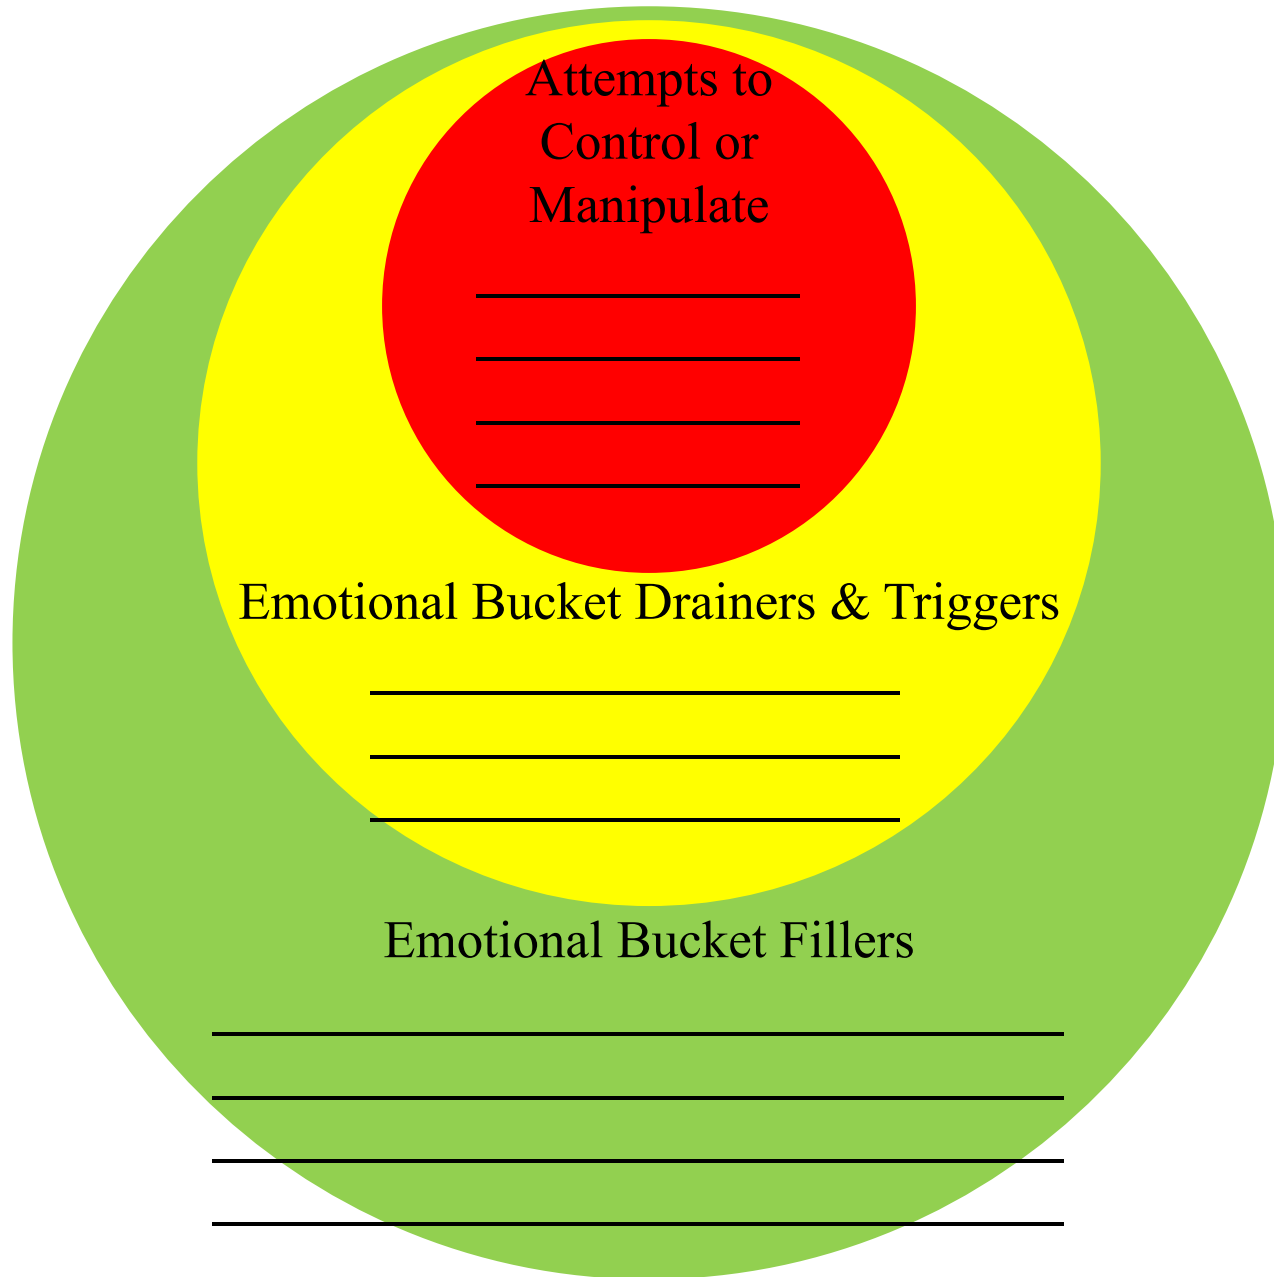 Attempts to
Control or
Manipulate
Emotional Bucket Drainers & Triggers
Emotional Bucket Fillers